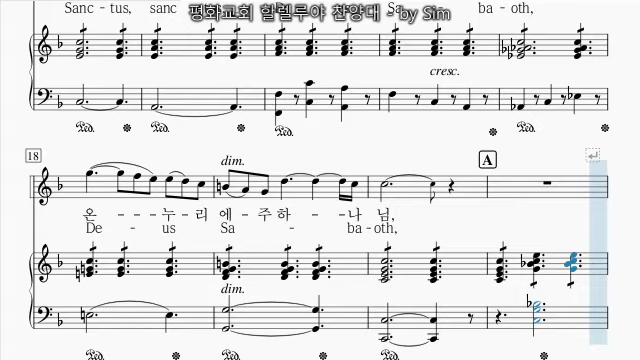 Sanc - tus, sanc
평화교회 할렐루야 찬양대 - by Sim
ba - oth,
cresc.
18
dim.
A
온 - - - 누 - 리 에 - 주 하 - - 나 님,
De - us Sa - ba - oth,
dim.